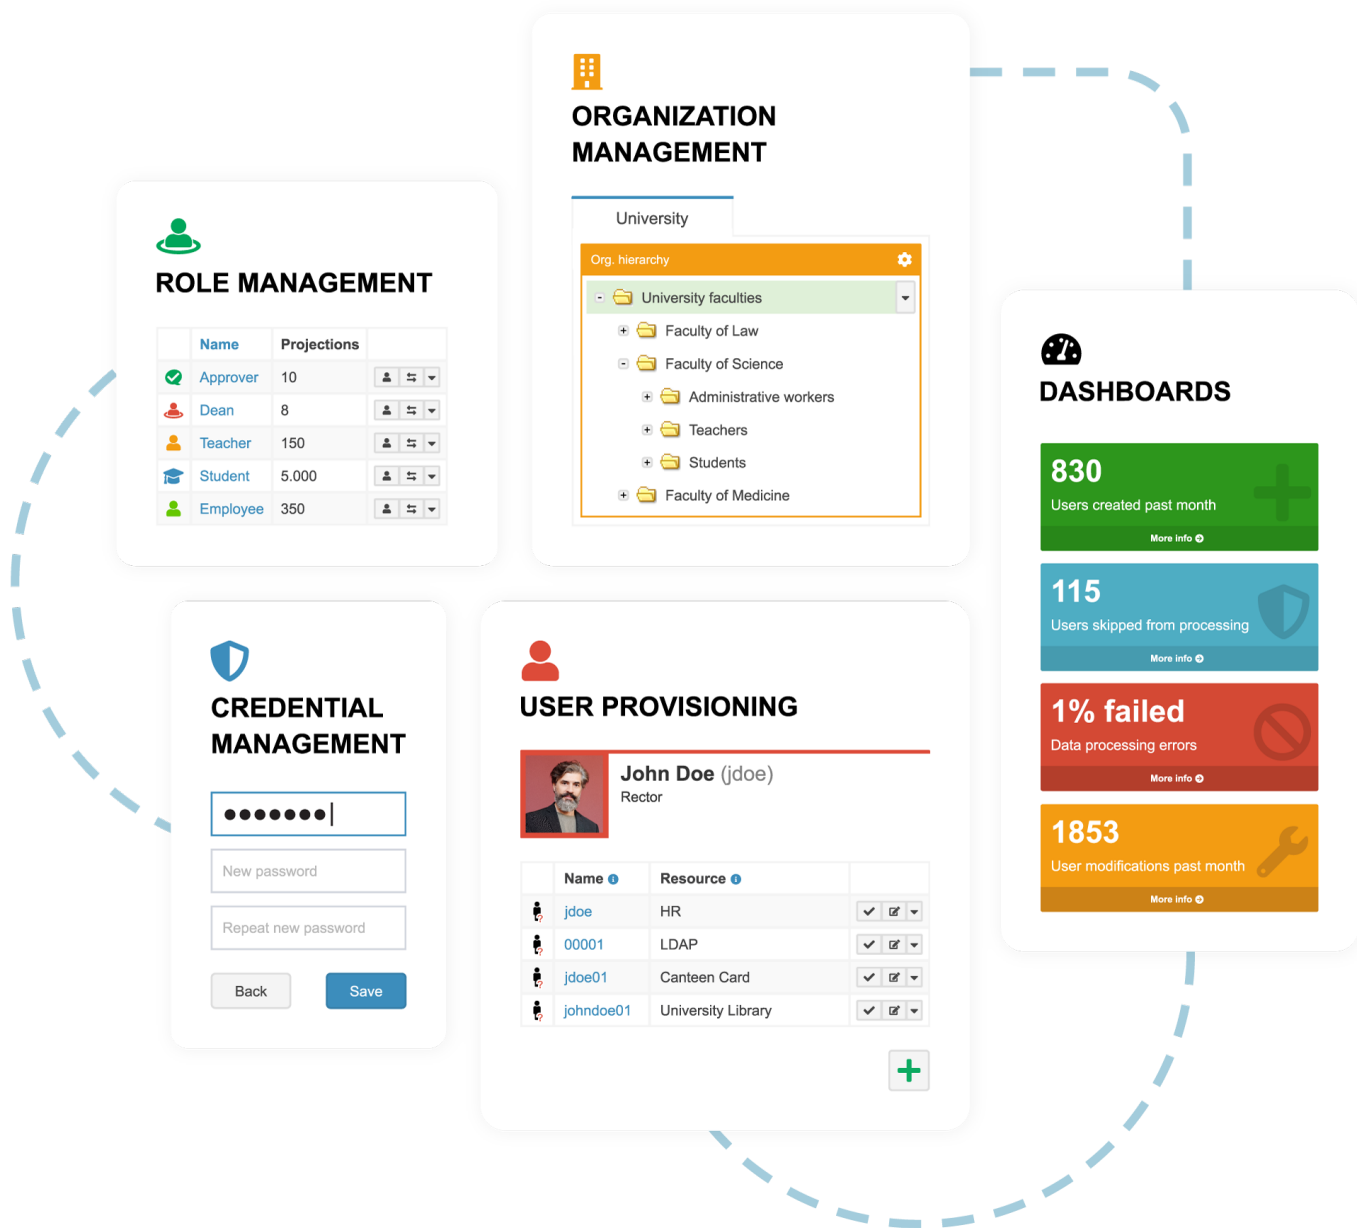 ORGANIZATION
MANAGEMENT
University
Org. hierarchy
University faculties
Faculty of Law
Faculty of Science
Administrative workers
Teachers
Students
Faculty of Medicine
ROLE MANAGEMENT
Name Projections
Approver 10
Dean 8
Teacher 150
Student 5.000
Employee 350
DASHBOARDS
830
Users created past month
More info
115
Users skipped from processing
More info
1% failed
Data processing errors
More info
1853
User modifications past month
More info
CREDENTIAL
MANAGEMENT
New password
Repeat new password
Back Save
USER PROVISIONING
John Doe (jdoe)
Rector
Name Resource
jdoe HR
00001 LDAP
jdoe01 Canteen Card
johndoe01 University Library